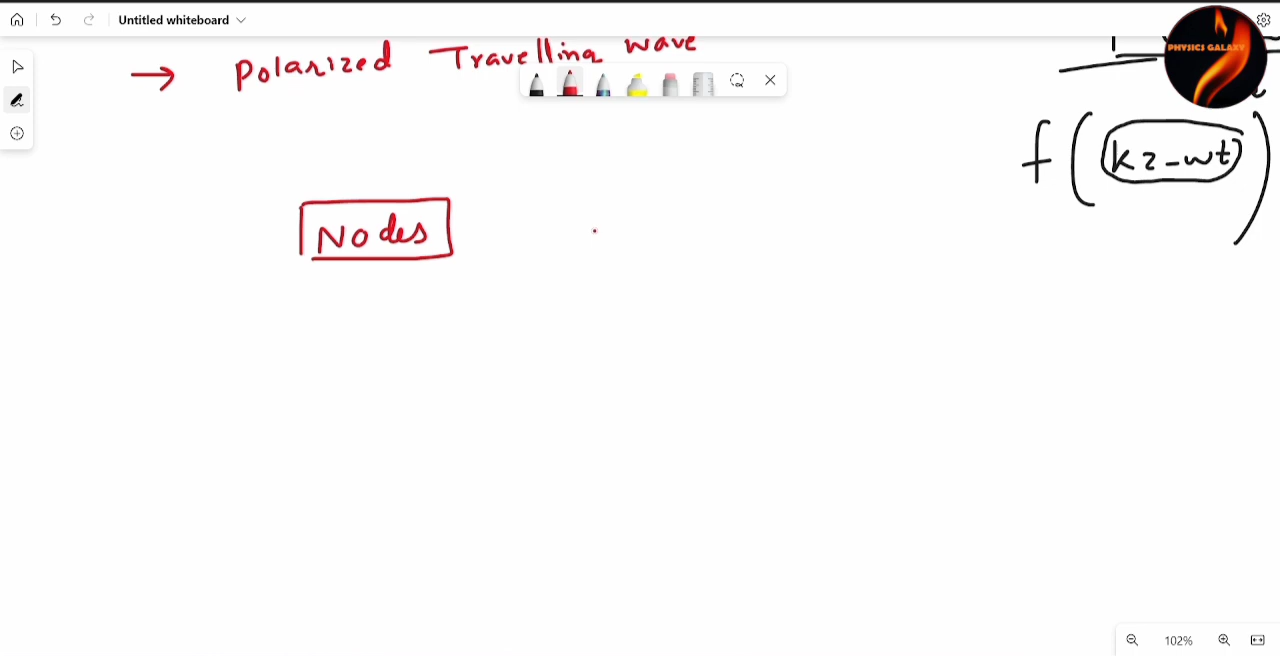 Untitled whiteboard
→ Polarized Travelling wave
PHYSICS GALAXY
f(kz-wt)
Nodes
102%